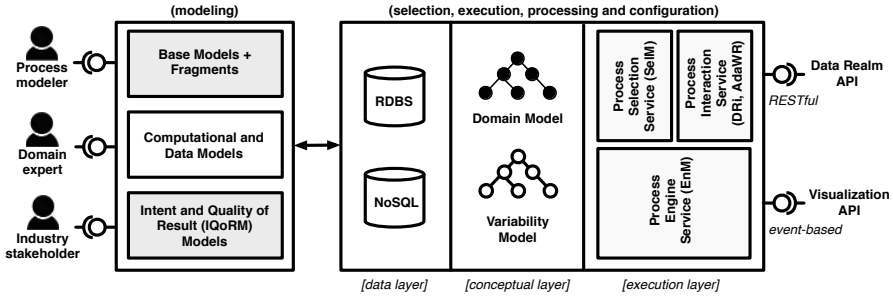 (modeling)
(selection, execution, processing and configuration)
Process
modeler
Domain
expert
Industry
stakeholder
Base Models +
Fragments
Computational and
Data Models
Intent and Quality of
Result (IQoRM)
Models
RDBS
NoSQL
Domain Model
Variability
Model
Process
Selection
Service (SelM)
Process
Interaction
Service
(DRi, AdaWR)
Process
Engine
Service (EnM)
Data Realm
API
RESTful
Visualization
API
event-based
[data layer]
[conceptual layer]
[execution layer]